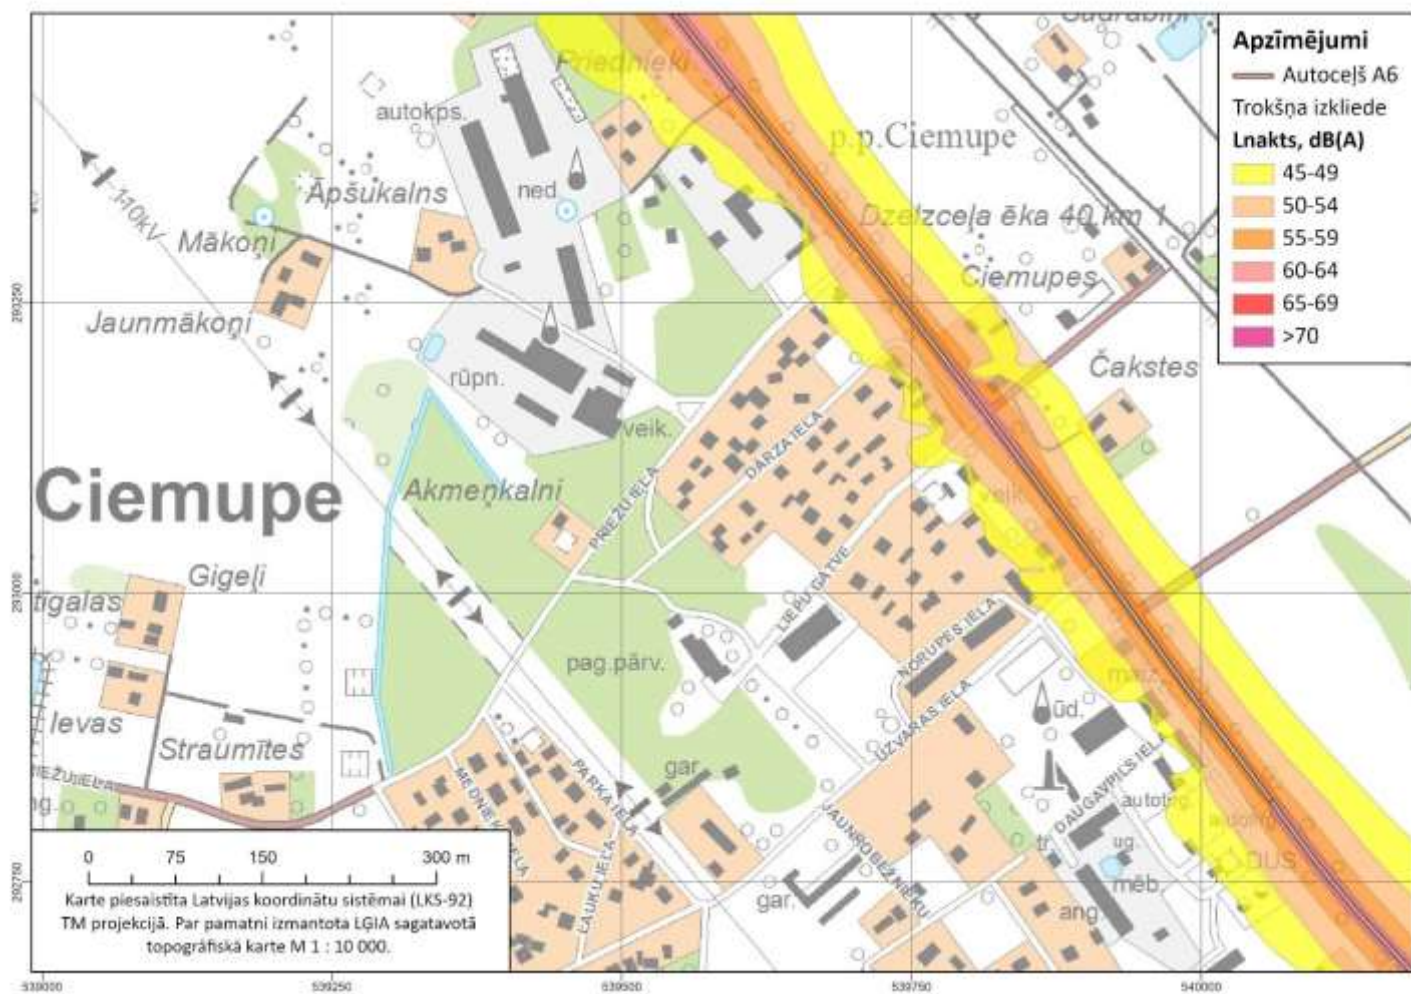 Apzīmējumi
Autoceļš A6
Trokšņa izkliede
Lnakts, dB(A)
45-49
50-54
55-59
60-64
65-69
>70
Priednieki
autokps.
p.p.Ciemupe
110kV
Āpšukalns
ned.
Dzelzceļa ēka 40.km 1
Mākoņi
Ciemupes
293250
Jaunmākoņi
Čakstes
rūpn.
veik.
DĀRZA IELA
Ciemupe
Akmeņkalni
PRIEŽU IELA
veik.
Gigeļi
LIEPU GATVE
293000
NORUPES IELA
pag.pārv.
maiz.
Ievas
ūd.
Straumītes
UZVARAS IELA
gar.
PARKA IELA
DAUGAVPILS IELA
DUS
ug.
mēb.
LAUKU IELA
gar.
ang.
292750
0 75 150 300 m
Karte piesaistīta Latvijas koordinātu sistēmai (LKS-92)
TM projekcijā. Par pamatni izmantota LĢIA sagatavotā
topogrāfiskā karte M 1 : 10 000.
539000 539250 539500 539750 540000